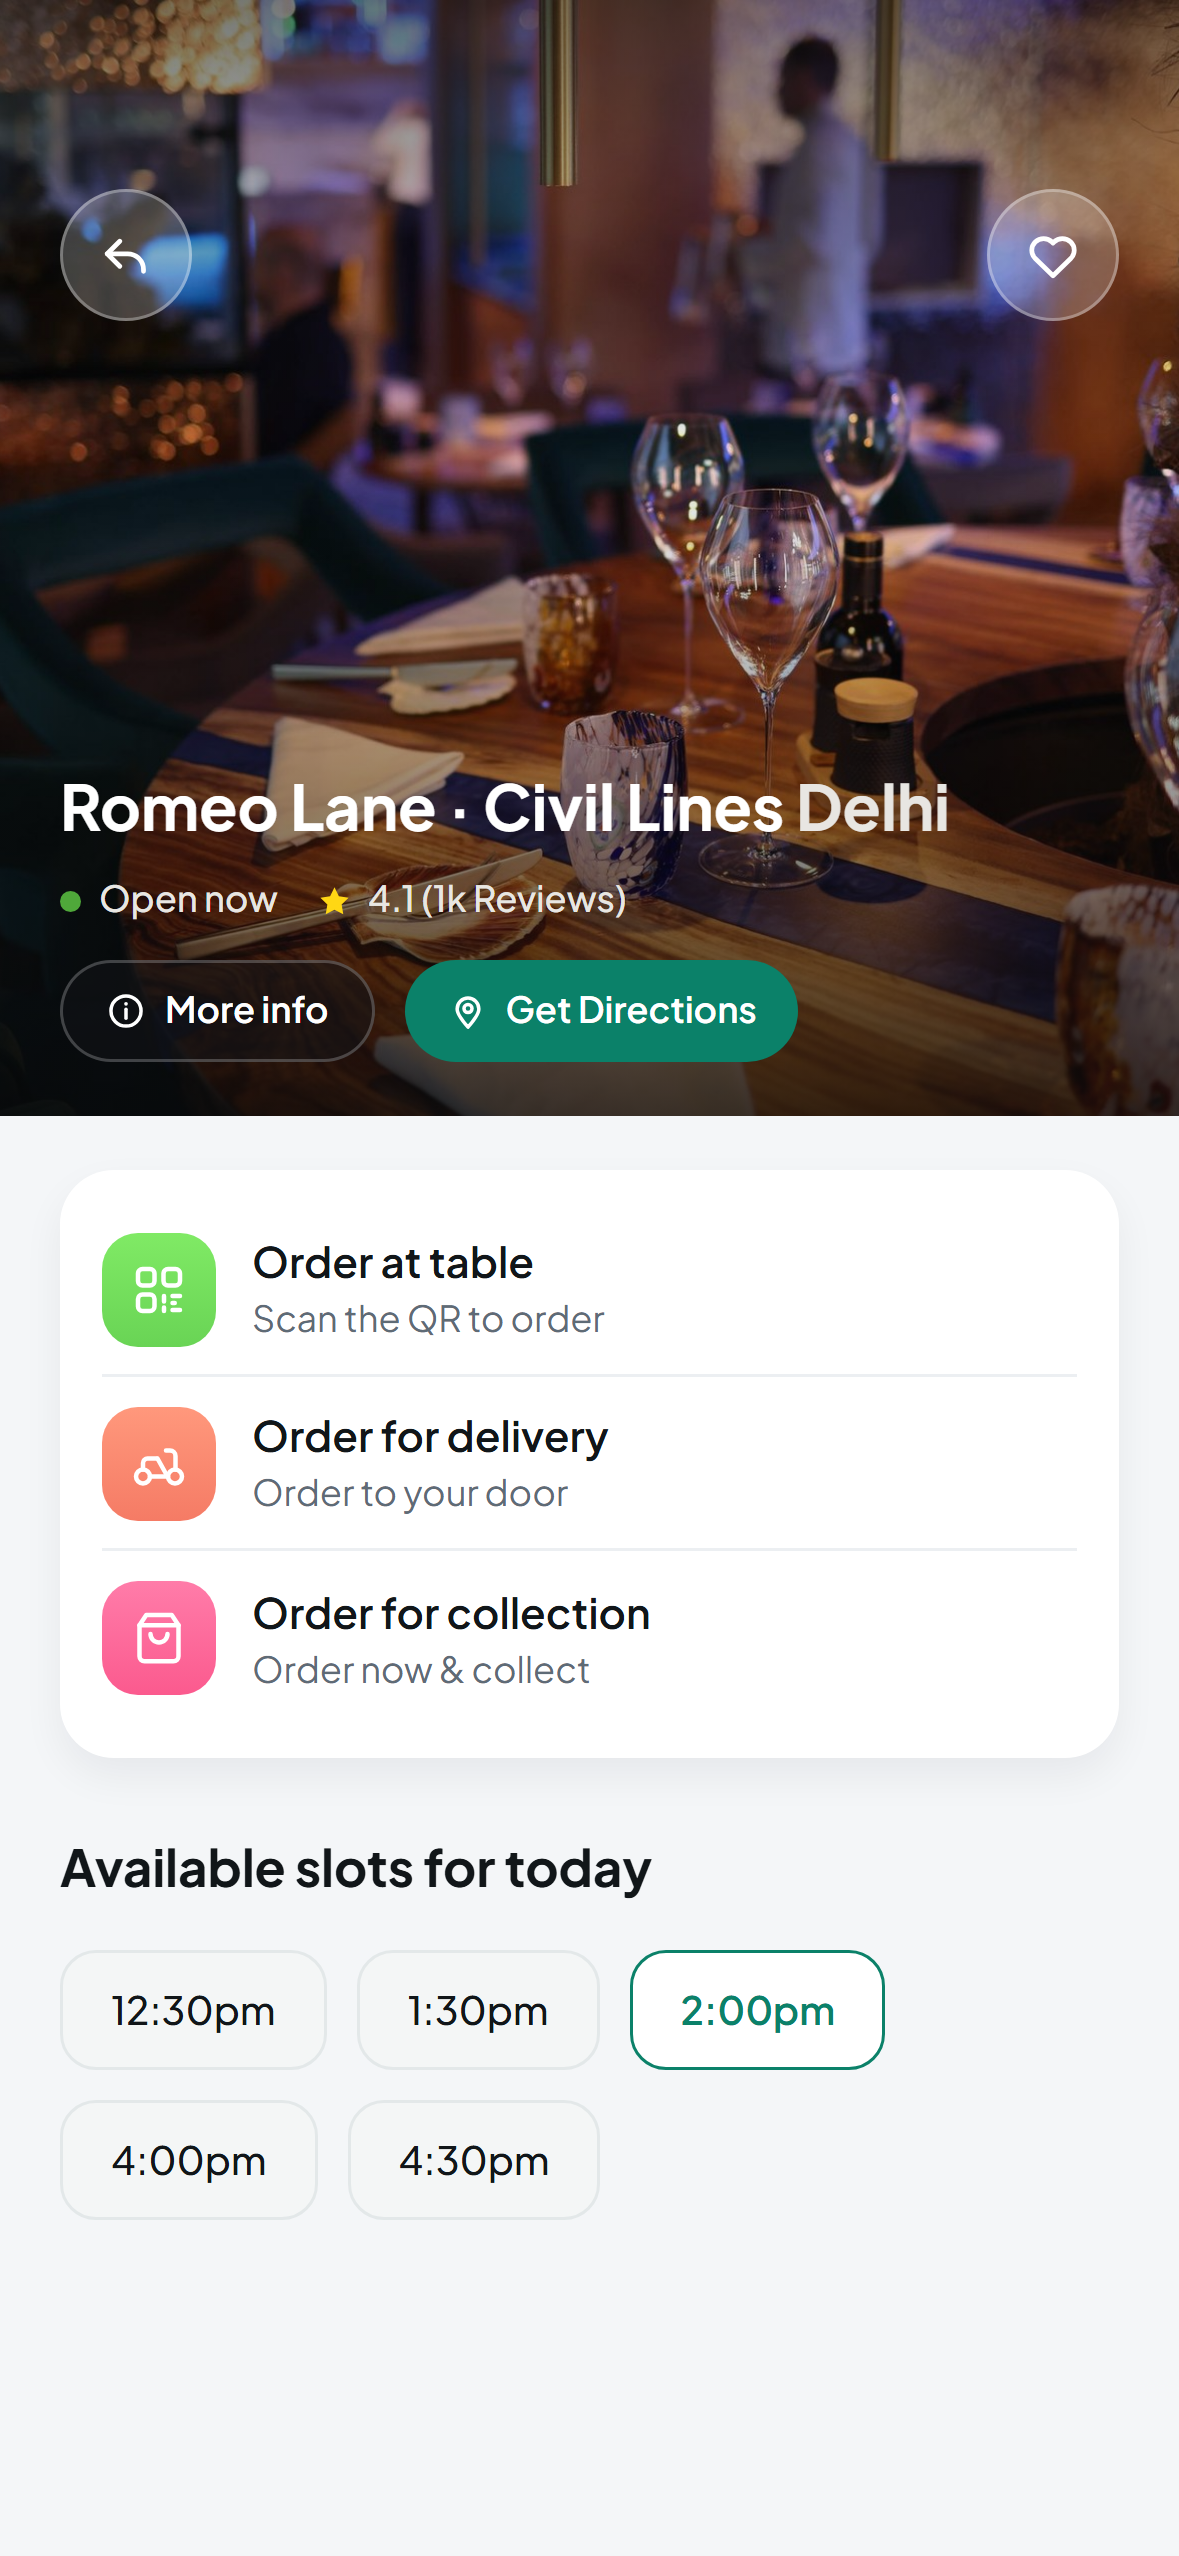 Romeo Lane · Civil Lines Delhi
Open now 4.1 (1k Reviews)
More info Get Directions
Order at table
Scan the QR to order
Order for delivery
Order to your door
Order for collection
Order now & collect
Available slots for today
12:30pm 1:30pm 2:00pm
4:00pm 4:30pm